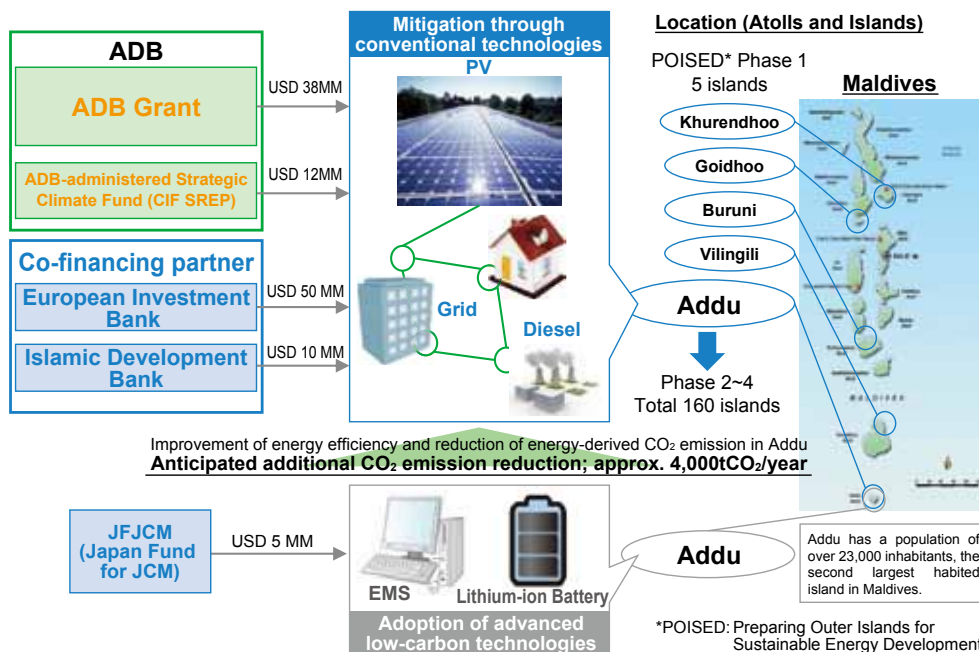 ADB
ADB Grant
ADB-administered Strategic
Climate Fund (CIF SREP)
Co-financing partner
European Investment
Bank
Islamic Development
Bank
USD 38MM
USD 12MM
USD 50 MM
USD 10 MM
Mitigation through
conventional technologies
PV
Grid
Diesel
Location (Atolls and Islands)
POISED* Phase 1
5 islands
Maldives
Khurendhoo
Goidhoo
Buruni
Vilingili
Addu
Phase 2~4
Total 160 islands
Improvement of energy efficiency and reduction of energy-derived CO₂ emission in Addu
Anticipated additional CO₂ emission reduction; approx. 4,000tCO₂/year
JFJCM
(Japan Fund
for JCM)
USD 5 MM
EMS
Lithium-ion Battery
Adoption of advanced
low-carbon technologies
Addu
Addu has a population of
over 23,000 inhabitants, the
second largest habited
island in Maldives.
*POISED: Preparing Outer Islands for
Sustainable Energy Development
MALDIVES